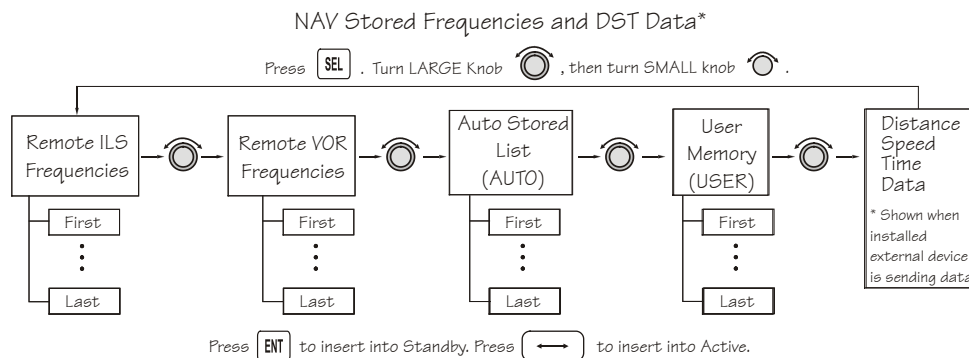 NAV Stored Frequencies and DST Data*
Press SEL . Turn LARGE Knob , then turn SMALL knob .
Remote ILS
Frequencies
First
Last
Remote VOR
Frequencies
First
Last
Auto Stored
List
(AUTO)
First
Last
User
Memory
(USER)
First
Last
Distance
Speed
Time
Data
* Shown when
installed
external device
is sending data
Press ENT to insert into Standby. Press ⟷ to insert into Active.